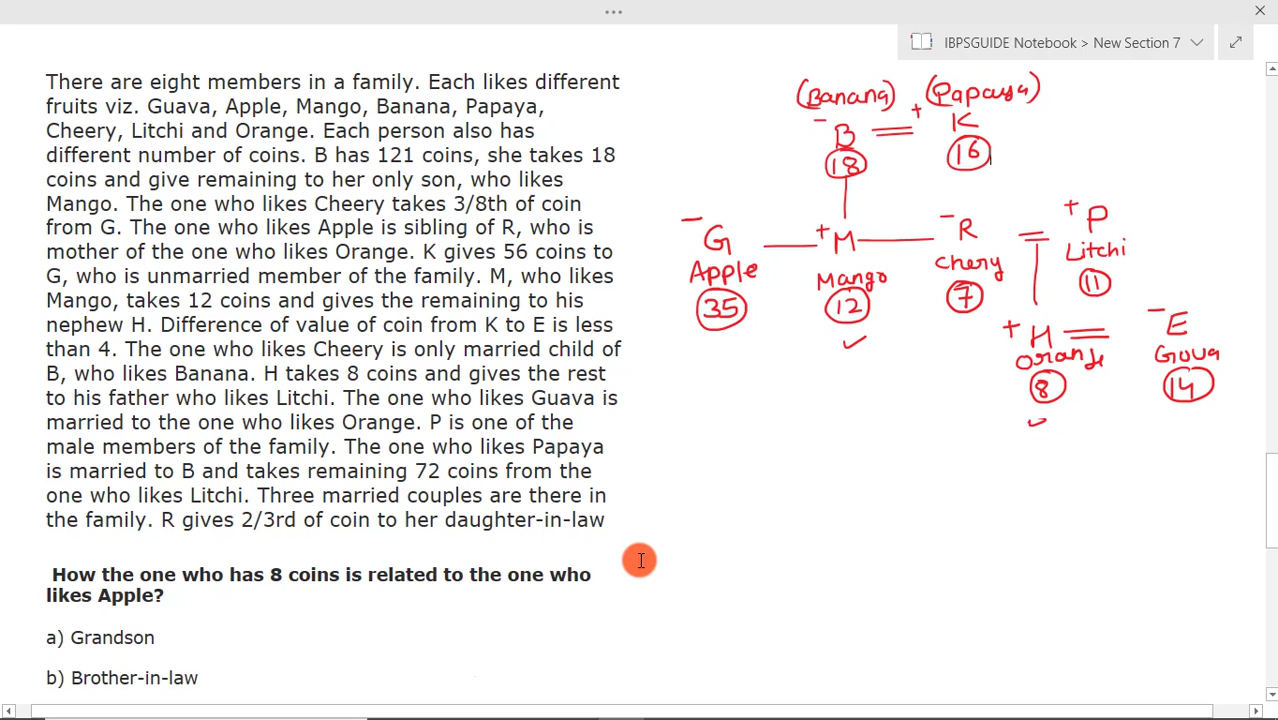 IBPSGUIDE Notebook > New Section 7
There are eight members in a family. Each likes different
fruits viz. Guava, Apple, Mango, Banana, Papaya,
Cheery, Litchi and Orange. Each person also has
different number of coins. B has 121 coins, she takes 18
coins and give remaining to her only son, who likes
Mango. The one who likes Cheery takes 3/8th of coin
from G. The one who likes Apple is sibling of R, who is
mother of the one who likes Orange. K gives 56 coins to
G, who is unmarried member of the family. M, who likes
Mango, takes 12 coins and gives the remaining to his
nephew H. Difference of value of coin from K to E is less
than 4. The one who likes Cheery is only married child of
B, who likes Banana. H takes 8 coins and gives the rest
to his father who likes Litchi. The one who likes Guava is
married to the one who likes Orange. P is one of the
male members of the family. The one who likes Papaya
is married to B and takes remaining 72 coins from the
one who likes Litchi. Three married couples are there in
the family. R gives 2/3rd of coin to her daughter-in-law
How the one who has 8 coins is related to the one who
likes Apple?
a) Grandson
b) Brother-in-law
(Banana) (Papaya)
- B = + K
18 16
- G + M - R = + P
Apple Mango Chery Litchi
35 12 7 11
+ H = - E
Orange Gova
8 14